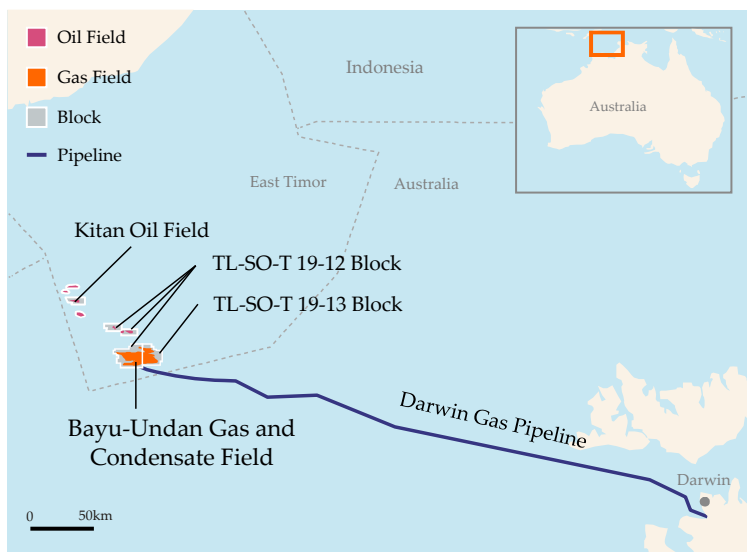 Oil Field
Gas Field
Block
Pipeline
Indonesia
Australia
East Timor
Australia
Kitan Oil Field
TL-SO-T 19-12 Block
TL-SO-T 19-13 Block
Bayu-Undan Gas and
Condensate Field
Darwin Gas Pipeline
Darwin
0
50km